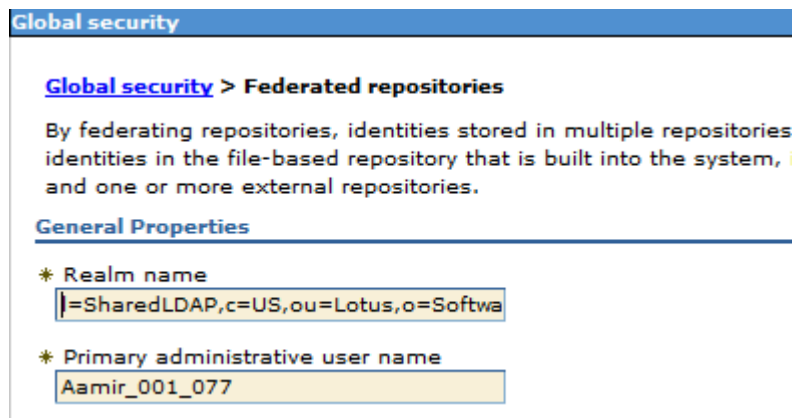 Global security
Global security > Federated repositories
By federating repositories, identities stored in multiple repositories
identities in the file-based repository that is built into the system,
and one or more external repositories.
General Properties
* Realm name
l=SharedLDAP,c=US,ou=Lotus,o=Softwa
* Primary administrative user name
Aamir_001_077